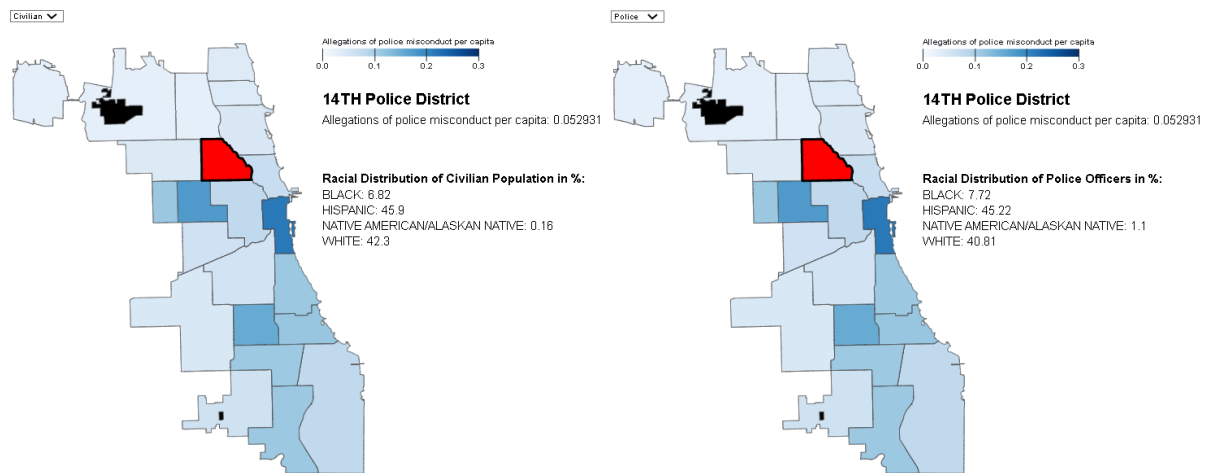 Civilian
Allegations of police misconduct per capita
0.0 0.1 0.2 0.3
14TH Police District
Allegations of police misconduct per capita: 0.052931
Racial Distribution of Civilian Population in %:
BLACK: 6.82
HISPANIC: 45.9
NATIVE AMERICAN/ALASKAN NATIVE: 0.16
WHITE: 42.3
Police
Allegations of police misconduct per capita
0.0 0.1 0.2 0.3
14TH Police District
Allegations of police misconduct per capita: 0.052931
Racial Distribution of Police Officers in %:
BLACK: 7.72
HISPANIC: 45.22
NATIVE AMERICAN/ALASKAN NATIVE: 1.1
WHITE: 40.81